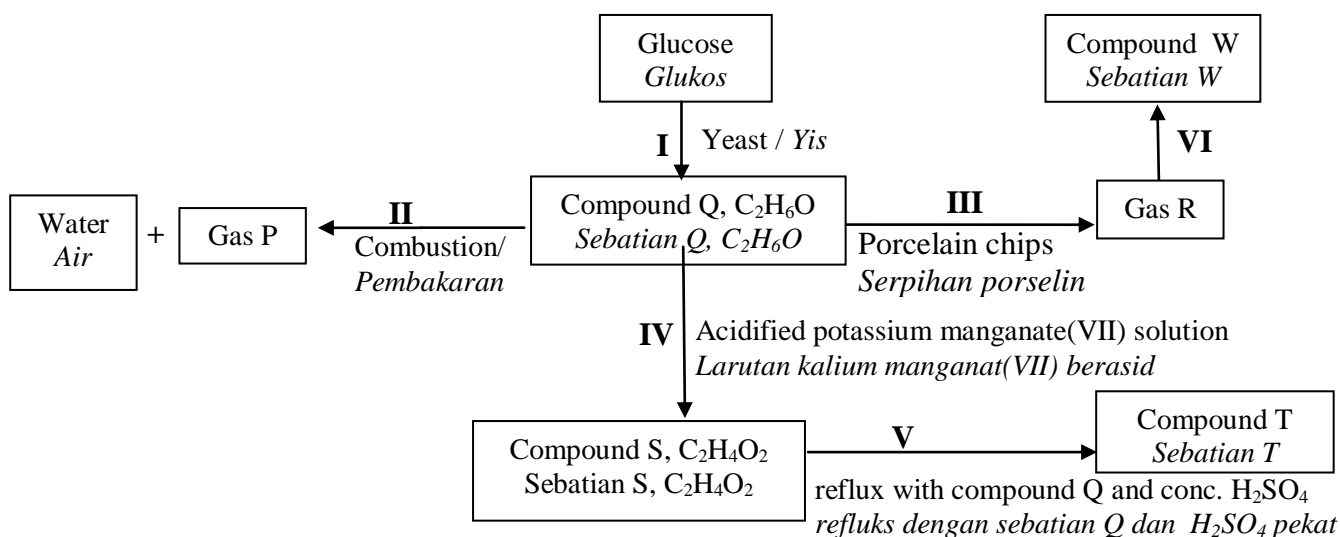 Glucose
Glukos
Compound W
Sebatian W
I
Yeast / Yis
VI
Water
Air
+
Gas P
II
Combustion/
Pembakaran
Compound Q, C₂H₆O
Sebatian Q, C₂H₆O
III
Porcelain chips
Serpihan porselin
Gas R
IV
Acidified potassium manganate(VII) solution
Larutan kalium manganat(VII) berasid
Compound S, C₂H₄O₂
Sebatian S, C₂H₄O₂
V
reflux with compound Q and conc. H₂SO₄
refluks dengan sebatian Q dan H₂SO₄ pekat
Compound T
Sebatian T